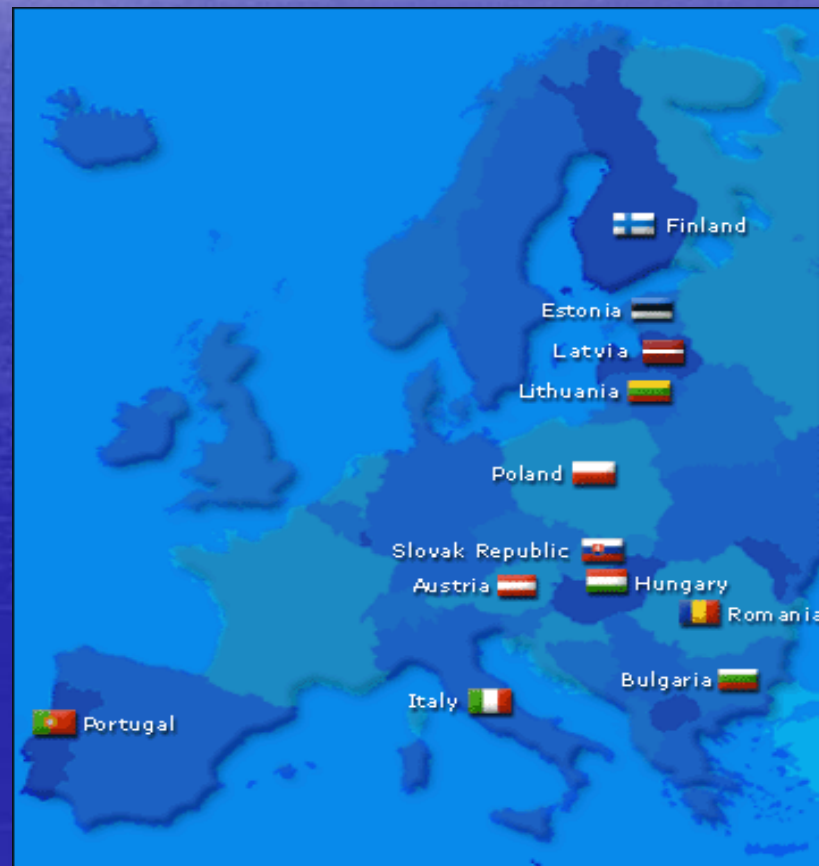 Finland
Estonia
Latvia
Lithuania
Poland
Slovak Republic
Austria
Hungary
Romania
Bulgaria
Italy
Portugal